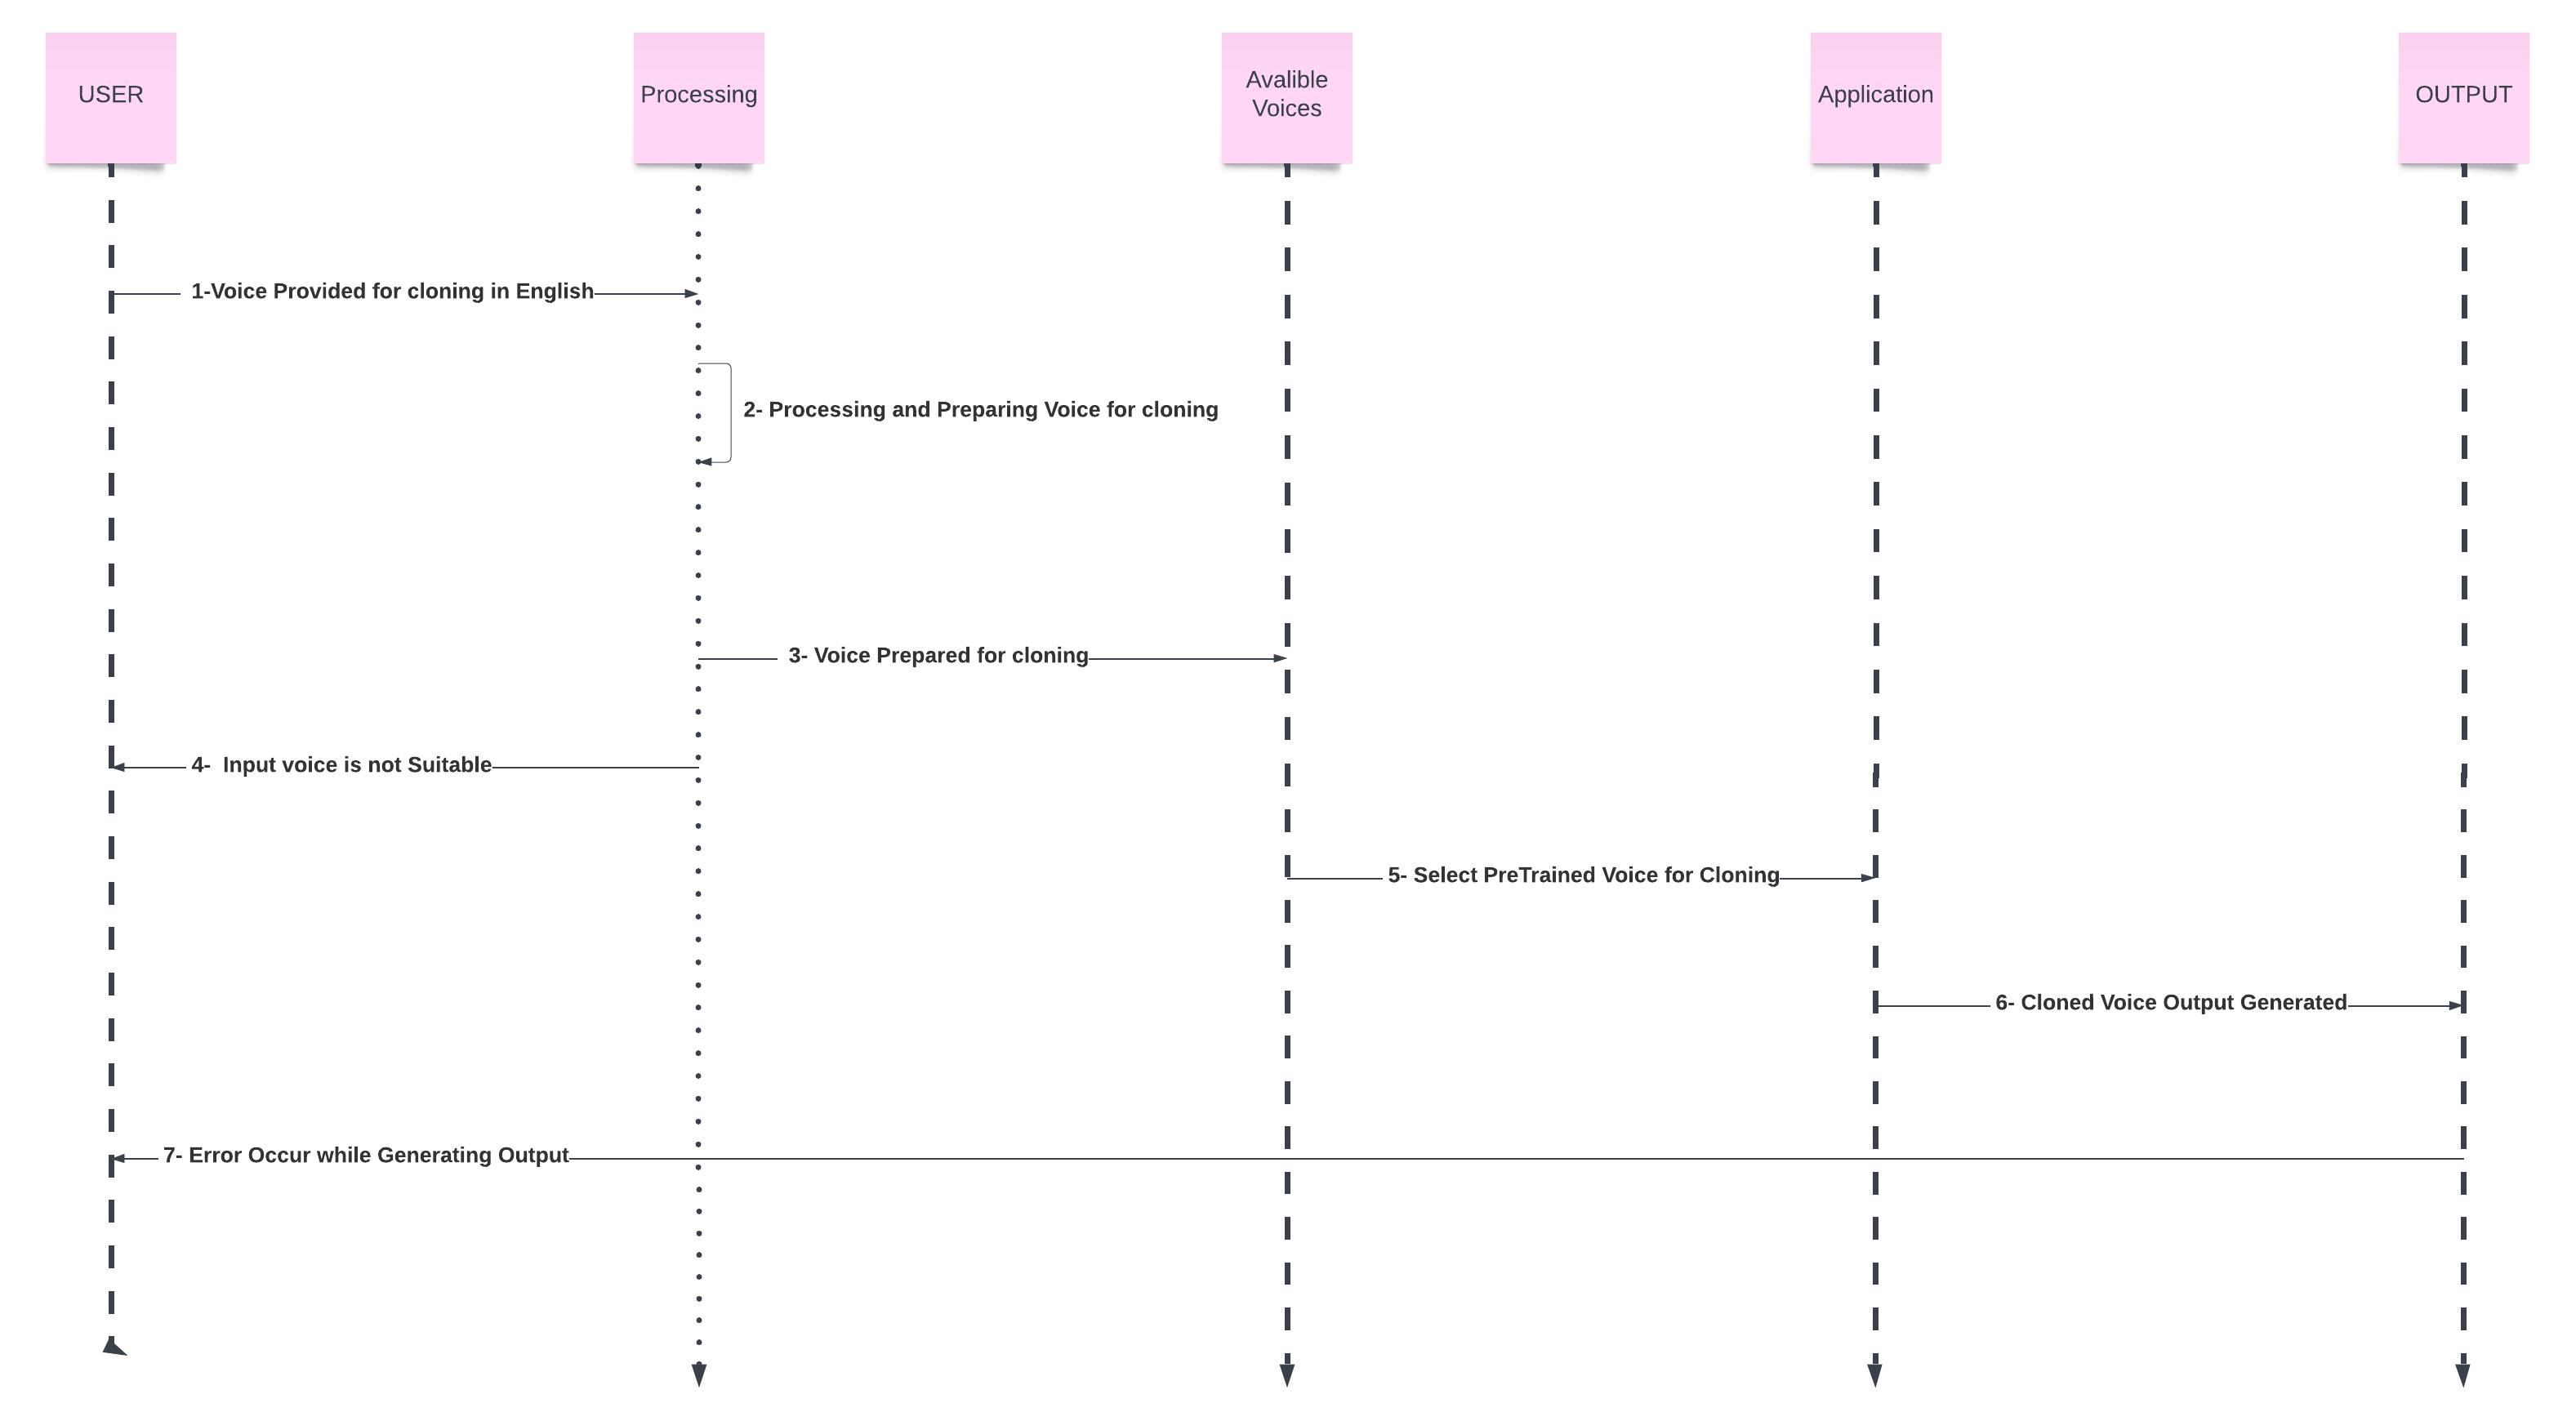 USER
Processing
Avalible
Voices
Application
OUTPUT
1-Voice Provided for cloning in English
2- Processing and Preparing Voice for cloning
3- Voice Prepared for cloning
4-  Input voice is not Suitable
5- Select PreTrained Voice for Cloning
6- Cloned Voice Output Generated
7- Error Occur while Generating Output